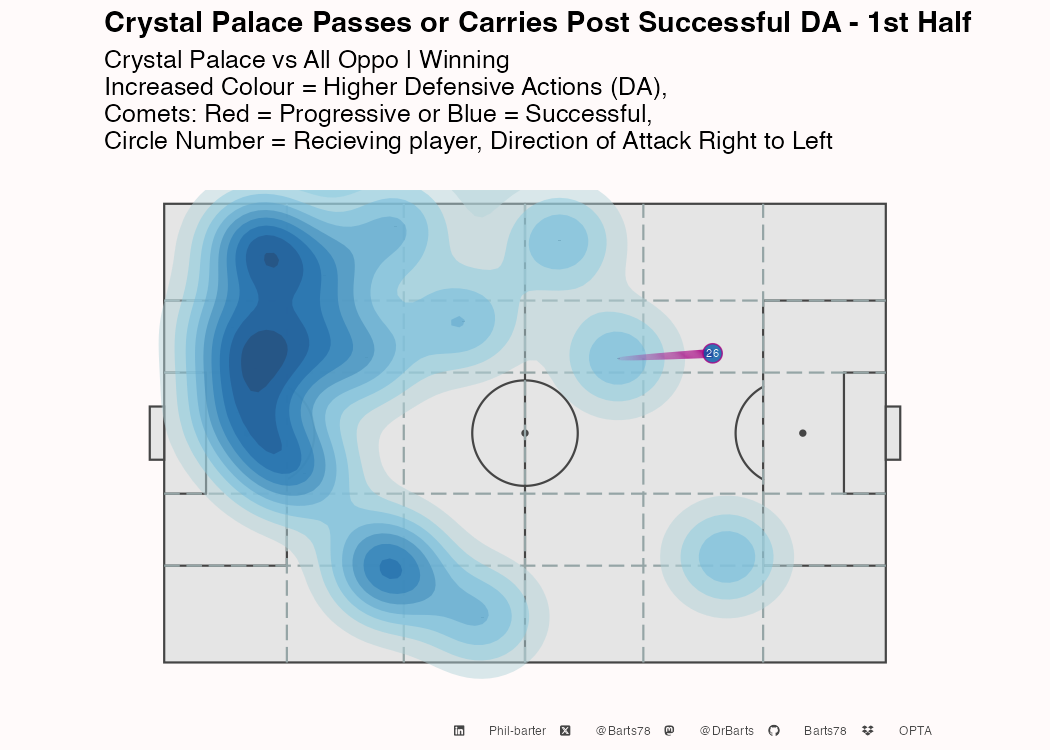 Crystal Palace Passes or Carries Post Successful DA - 1st Half
Crystal Palace vs All Oppo | Winning
Increased Colour = Higher Defensive Actions (DA),
Comets: Red = Progressive or Blue = Successful,
Circle Number = Recieving player, Direction of Attack Right to Left
26
Phil-barter @Barts78 @DrBarts Barts78 OPTA